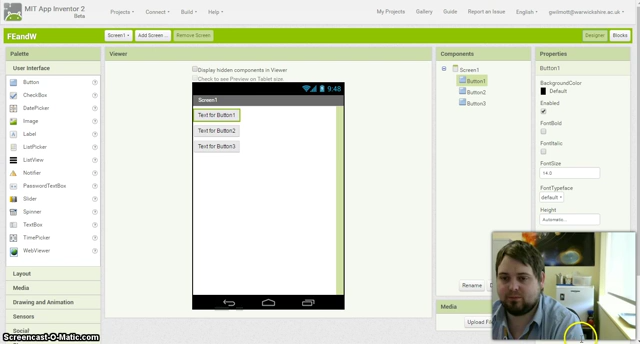 MIT App Inventor 2
Beta
Projects Connect Build Help
My Projects Gallery Guide Report an Issue English gwilmott@warwickshire.ac.uk
FEandW
Screen1 Add Screen ... Remove Screen
Designer Blocks
Palette
User Interface
Button
CheckBox
DatePicker
Image
Label
ListPicker
ListView
Notifier
PasswordTextBox
Slider
Spinner
TextBox
TimePicker
WebViewer
Layout
Media
Drawing and Animation
Sensors
Social
Viewer
Display hidden components in Viewer
Check to see Preview on Tablet size.
9:48
Screen1
Text for Button1
Text for Button2
Text for Button3
Components
Screen1
Button1
Button2
Button3
Rename
Media
Upload File
Properties
Button1
BackgroundColor
Default
Enabled
FontBold
FontItalic
FontSize
14.0
FontTypeface
default
Height
Automatic...
Screencast-O-Matic.com